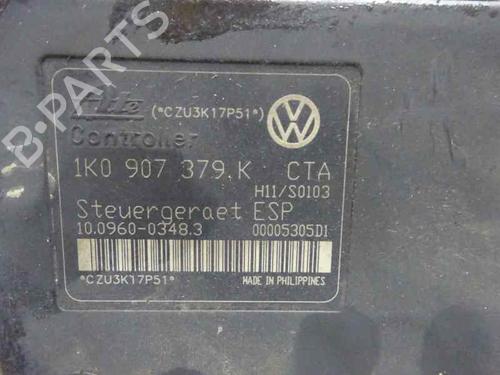 Ate (*CZU3K17P51*)
Controller
1K0 907 379 K CTA
H11/S0103
Steuergeraet ESP
10.0960-0348.3 00005305D1
*CZU3K17P51* MADE IN PHILIPPINES
B-PARTS